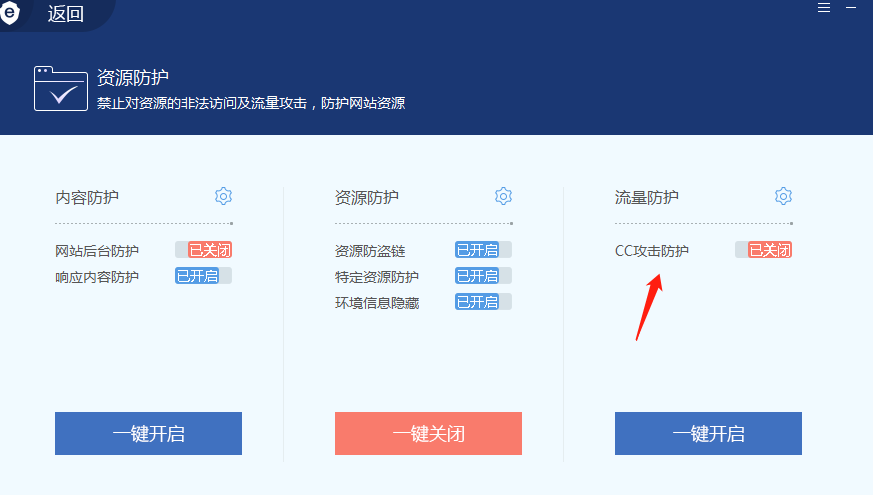 返回
资源防护
禁止对资源的非法访问及流量攻击，防护网站资源
内容防护
网站后台防护 已关闭
响应内容防护 已开启
一键开启
资源防护
资源防盗链 已开启
特定资源防护 已开启
环境信息隐藏 已开启
一键关闭
流量防护
CC攻击防护 已关闭
一键开启